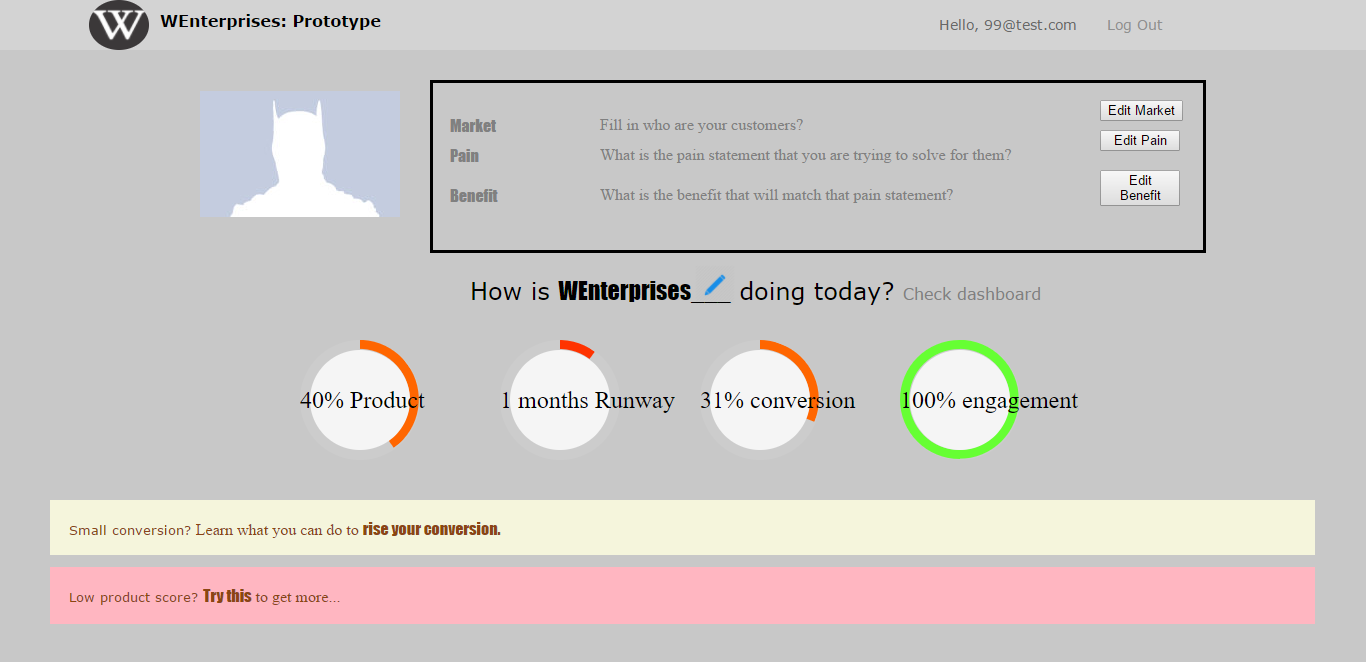 W WEnterprises: Prototype Hello, 99@test.com Log Out
Market Fill in who are your customers? Edit Market
Pain What is the pain statement that you are trying to solve for them? Edit Pain
Benefit What is the benefit that will match that pain statement? Edit Benefit
How is WEnterprises___ doing today? Check dashboard
40% Product 1 months Runway 31% conversion 100% engagement
Small conversion? Learn what you can do to rise your conversion.
Low product score? Try this to get more...